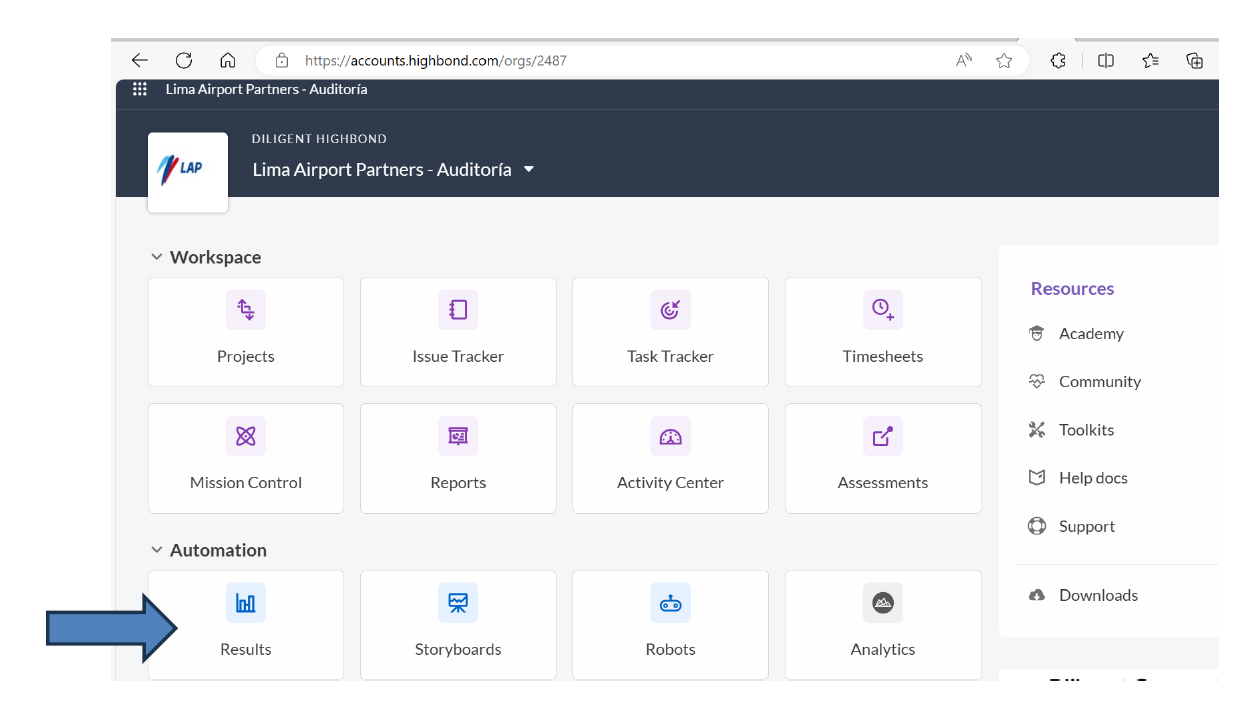 https://accounts.highbond.com/orgs/2487
Lima Airport Partners - Auditoría
LAP
DILIGENT HIGHBOND
Lima Airport Partners - Auditoría
Workspace
Projects
Issue Tracker
Task Tracker
Timesheets
Mission Control
Reports
Activity Center
Assessments
Automation
Results
Storyboards
Robots
Analytics
Resources
Academy
Community
Toolkits
Help docs
Support
Downloads